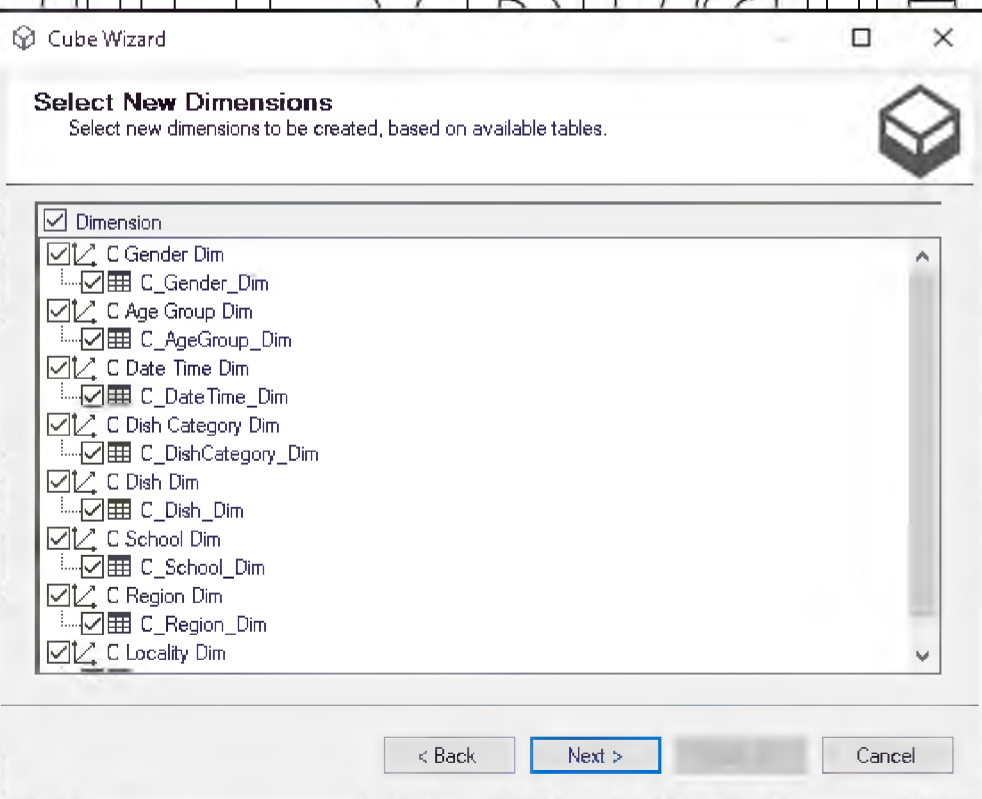 Cube Wizard
Select New Dimensions
Select new dimensions to be created, based on available tables.
Dimension
C Gender Dim
C_Gender_Dim
C Age Group Dim
C_AgeGroup_Dim
C Date Time Dim
C_DateTime_Dim
C Dish Category Dim
C_DishCategory_Dim
C Dish Dim
C_Dish_Dim
C School Dim
C_School_Dim
C Region Dim
C_Region_Dim
C Locality Dim
< Back
Next >
Cancel